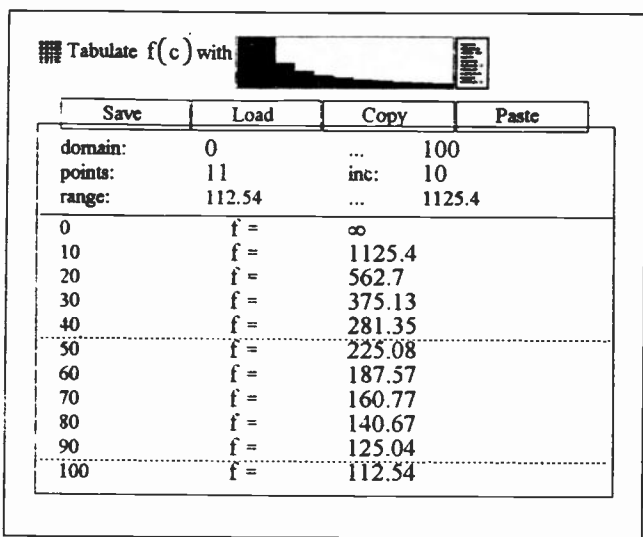 Tabulate f(c) with
Save Load Copy Paste
domain: 0 ... 100
points: 11 inc: 10
range: 112.54 ... 1125.4
0 f = ∞
10 f = 1125.4
20 f = 562.7
30 f = 375.13
40 f = 281.35
50 f = 225.08
60 f = 187.57
70 f = 160.77
80 f = 140.67
90 f = 125.04
100 f = 112.54